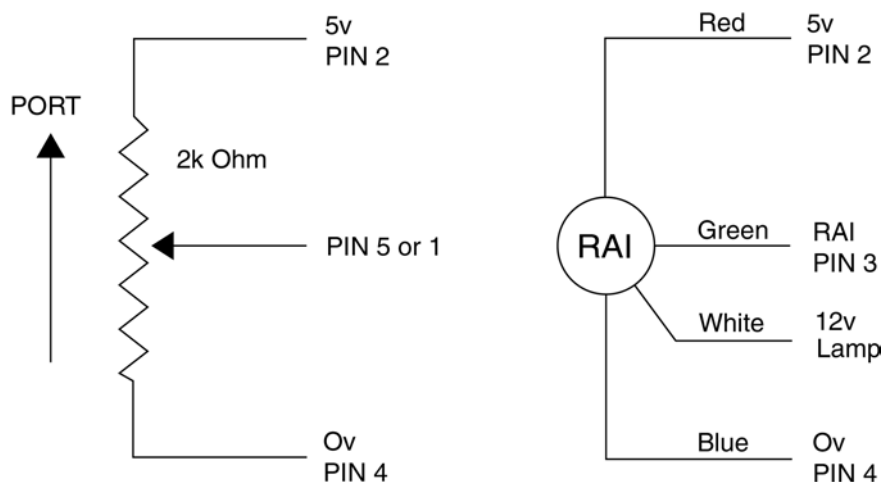 5v
PIN 2
PORT
2k Ohm
PIN 5 or 1
Ov
PIN 4
Red
5v
PIN 2
RAI
Green
RAI
PIN 3
White
12v
Lamp
Blue
Ov
PIN 4